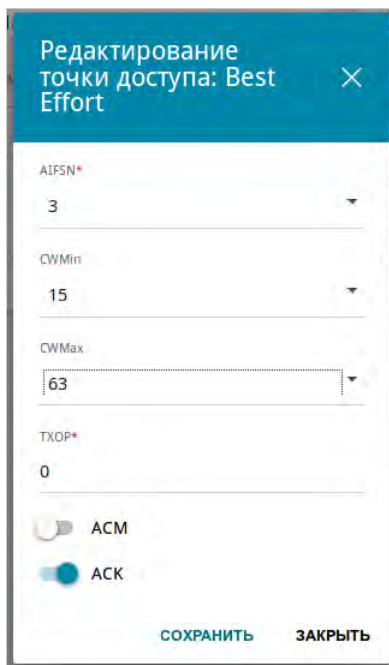 Редактирование
точки доступа: Best
Effort
AIFSN*
3
CWMin
15
CWMax
63
TXOP*
0
ACM
ACK
СОХРАНИТЬ ЗАКРЫТЬ